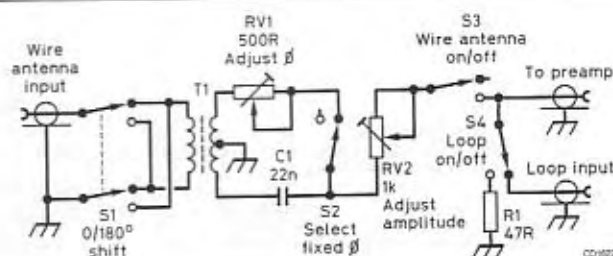 Wire
antenna
input
S1
0/180°
shift
T1
RV1
500R
Adjust Ø
C1
22n
S2
Select
fixed Ø
RV2
1k
Adjust
amplitude
S3
Wire antenna
on/off
To preamp
S4
Loop
on/off
Loop input
R1
47R